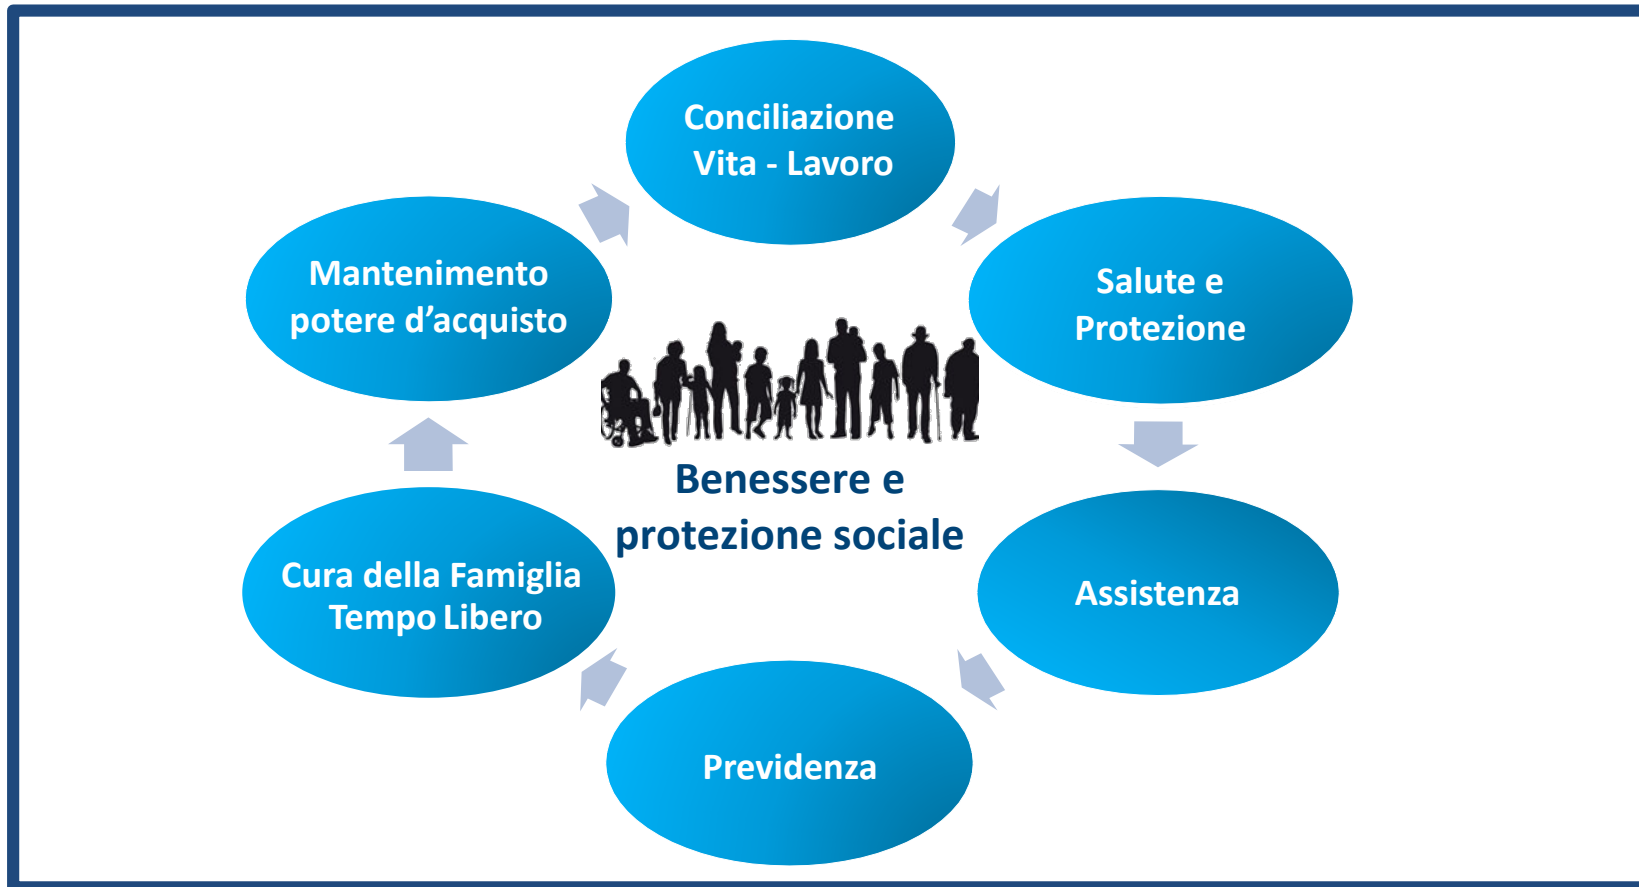 Conciliazione
Vita - Lavoro
Salute e
Protezione
Assistenza
Previdenza
Cura della Famiglia
Tempo Libero
Mantenimento
potere d’acquisto
Benessere e
protezione sociale